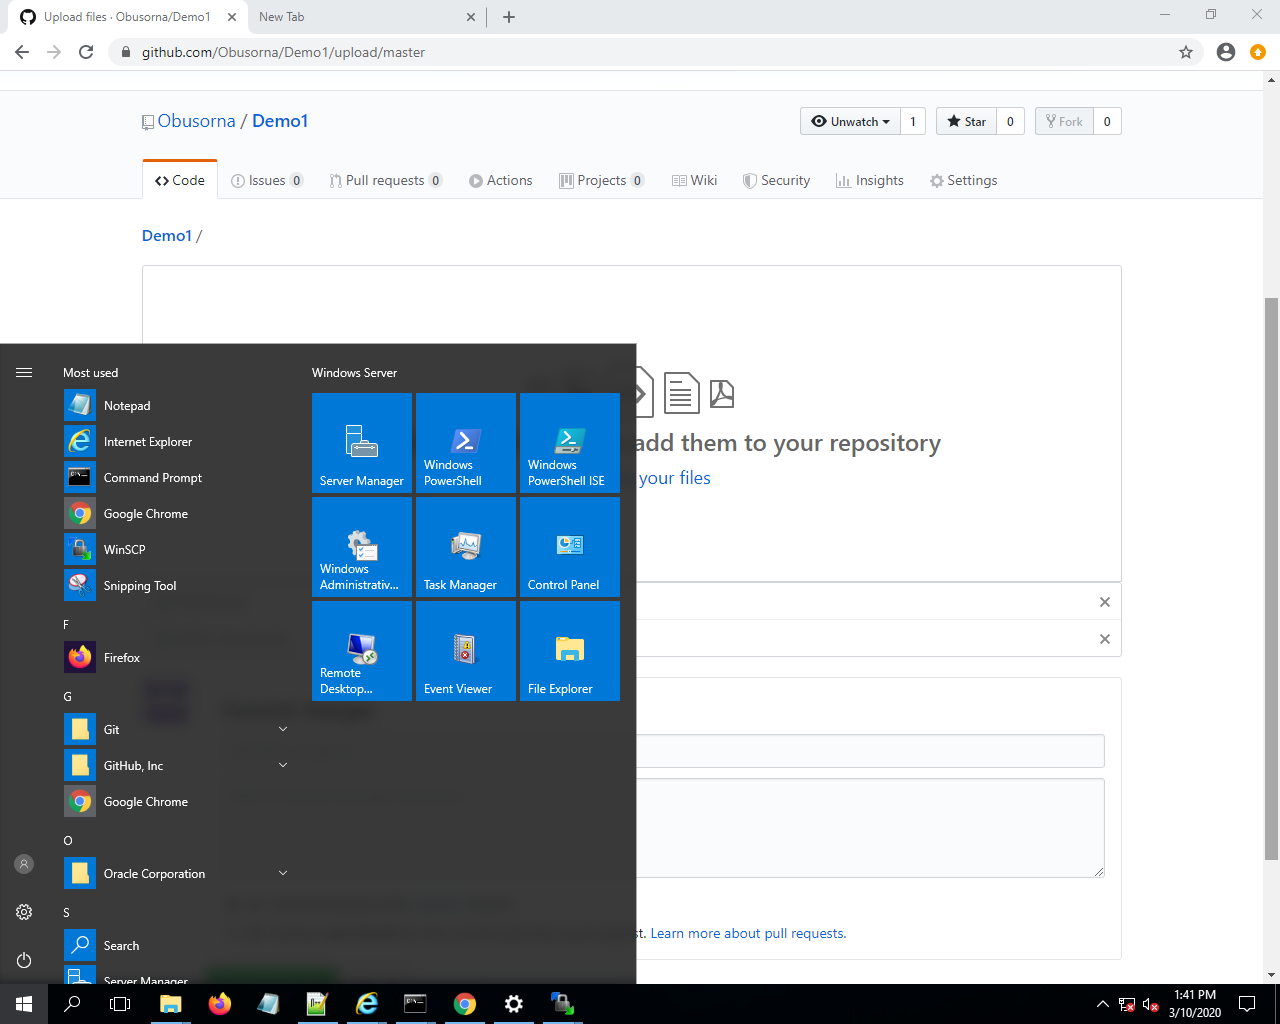 Upload files · Obusorna/Demo1
New Tab
github.com/Obusorna/Demo1/upload/master
Obusorna / Demo1
Unwatch 1
Star 0
Fork 0
Code
Issues 0
Pull requests 0
Actions
Projects 0
Wiki
Security
Insights
Settings
Demo1 /
add them to your repository
your files
Learn more about pull requests.
Most used
Notepad
Internet Explorer
Command Prompt
Google Chrome
WinSCP
Snipping Tool
F
Firefox
G
Git
GitHub, Inc
Google Chrome
O
Oracle Corporation
S
Search
Server Manager
Windows Server
Server Manager
Windows
PowerShell
Windows
PowerShell ISE
Windows
Administrativ...
Task Manager
Control Panel
Remote
Desktop...
Event Viewer
File Explorer
1:41 PM
3/10/2020